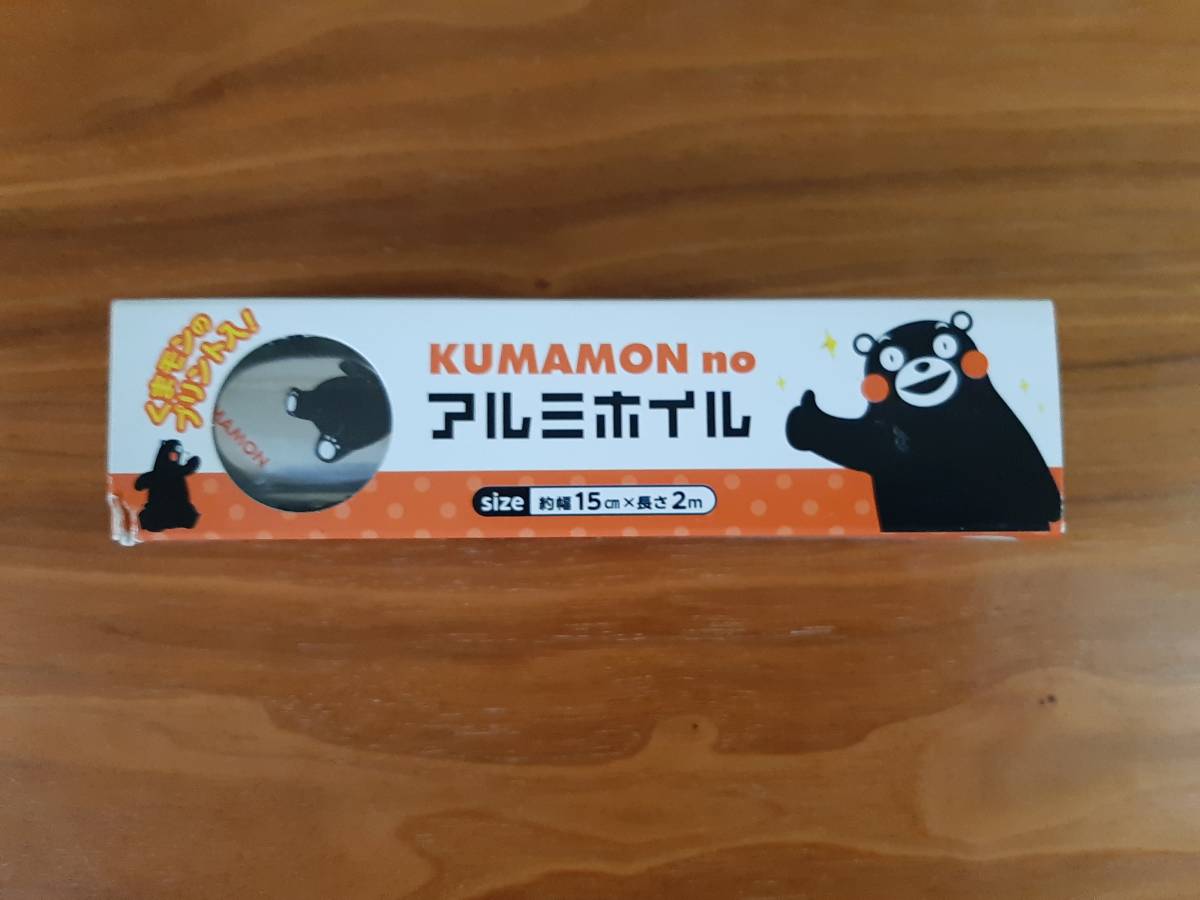 くまモンの
プリント入!
MAMON
KUMAMON no
アルミホイル
size 約幅15cm×長さ2m